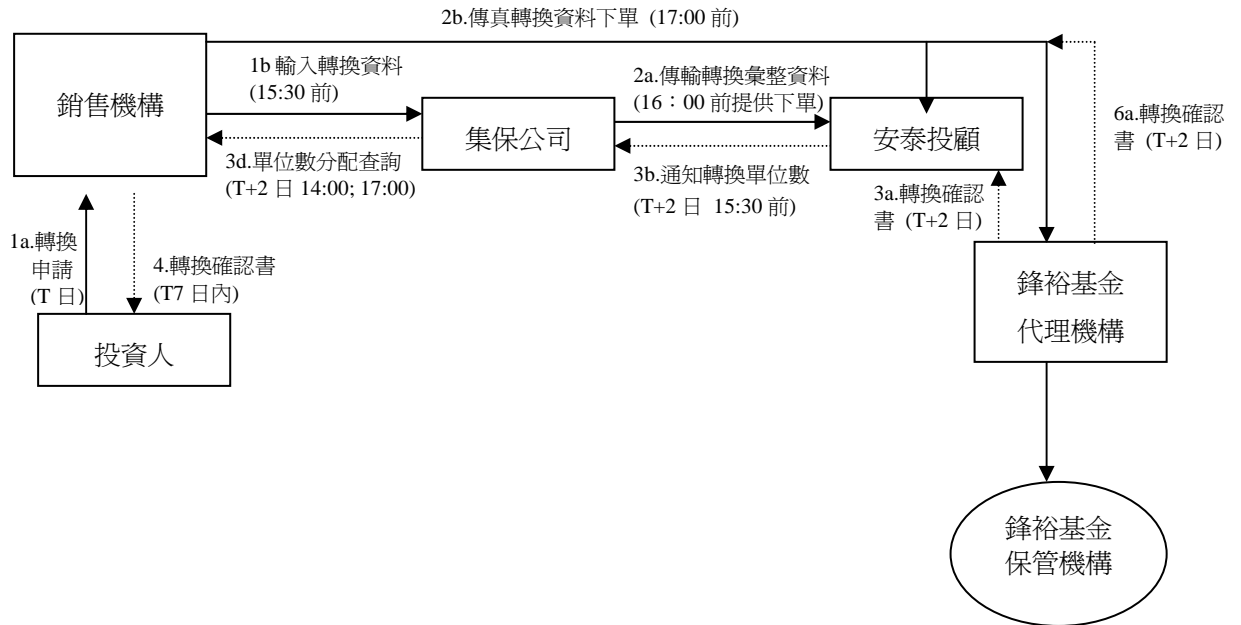 2b.傳真轉換資料下單 (17:00 前)
1b 輸入轉換資料
(15:30 前)
2a.傳輸轉換彙整資料
(16：00 前提供下單)
銷售機構
集保公司
安泰投顧
6a.轉換確認
書 (T+2 日)
3d.單位數分配查詢
(T+2 日 14:00; 17:00)
3b.通知轉換單位數
(T+2 日 15:30 前)
3a.轉換確認
書 (T+2 日)
1a.轉換
申請
(T 日)
4.轉換確認書
(T7 日內)
投資人
鋒裕基金
代理機構
鋒裕基金
保管機構